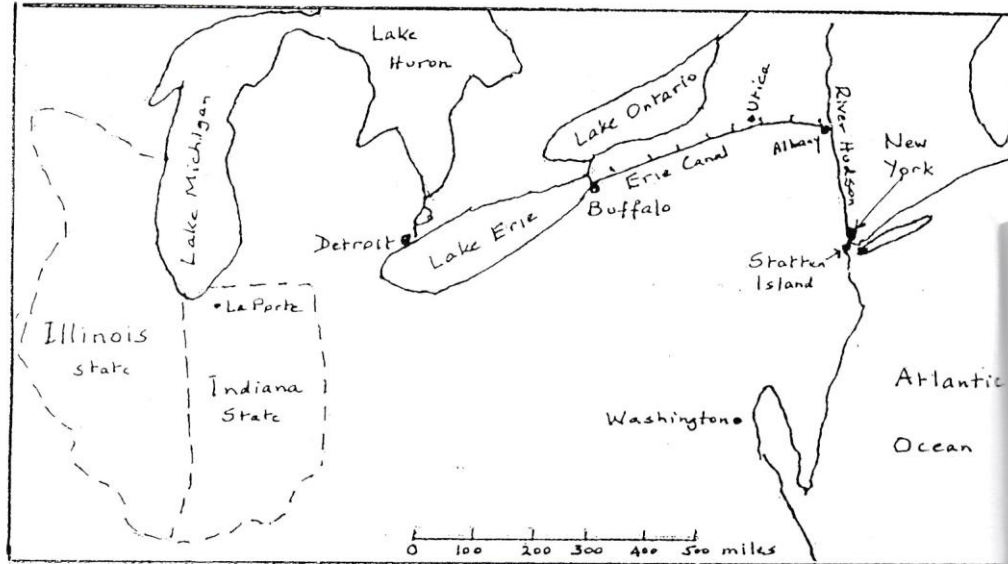 Lake
Huron
Lake Michigan
Lake Ontario
Utica
River Hudson
Albany
Erie Canal
New
York
Buffalo
Detroit
Lake Erie
Statten
Island
La Porte
Illinois
State
Indiana
State
Atlantic
Ocean
Washington
0 100 200 300 400 500 miles